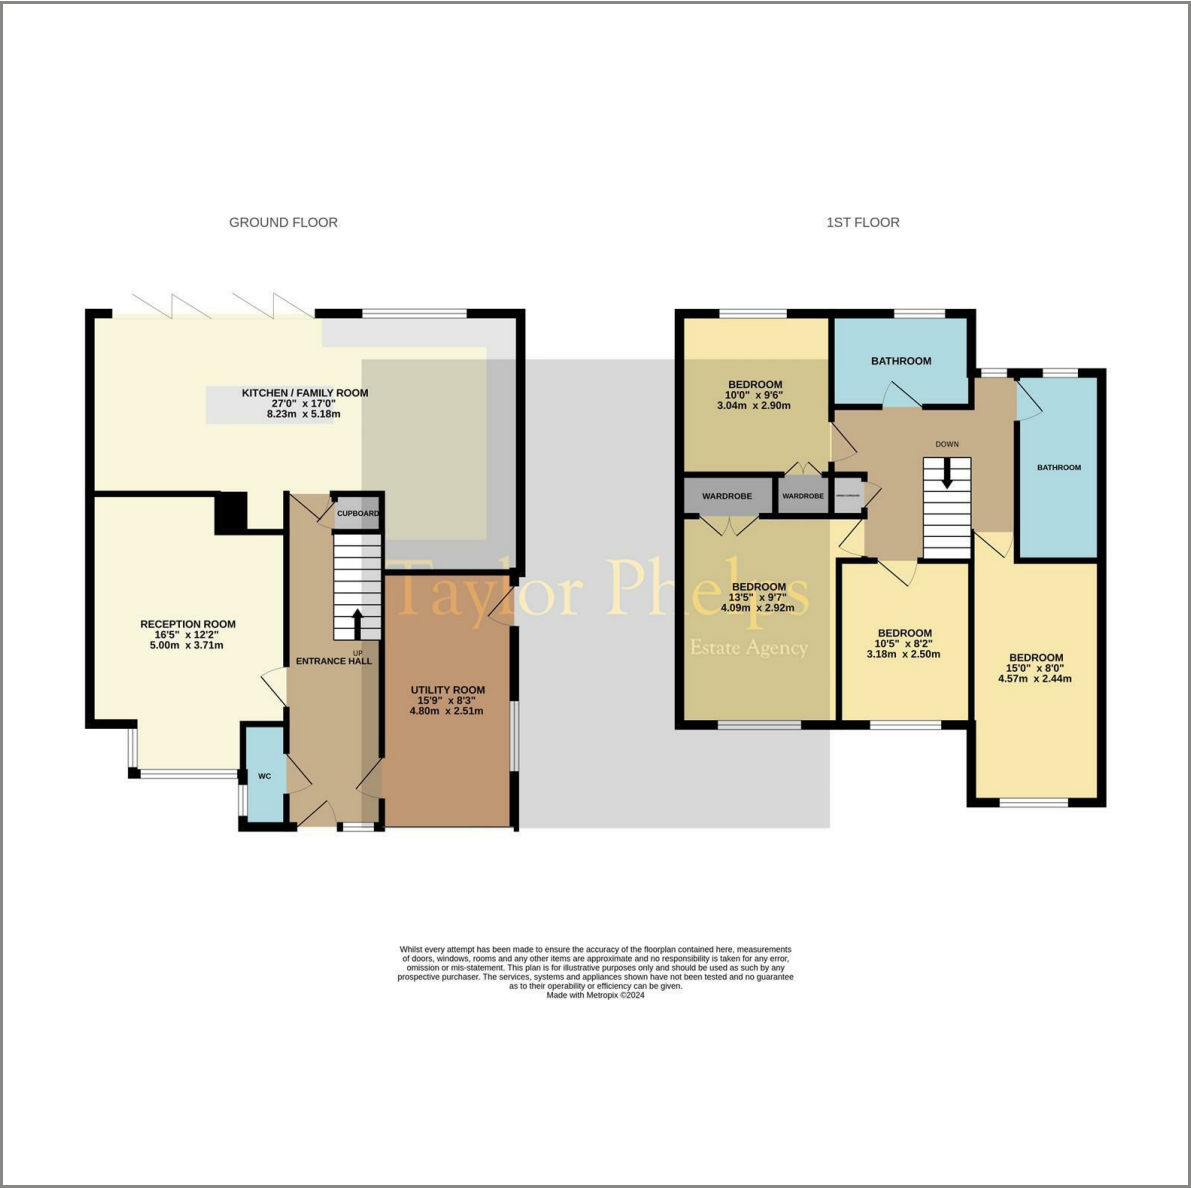 GROUND FLOOR
1ST FLOOR
KITCHEN / FAMILY ROOM
27'0" x 17'0"
8.23m x 5.18m
CUPBOARD
RECEPTION ROOM
16'5" x 12'2"
5.00m x 3.71m
UP
ENTRANCE HALL
UTILITY ROOM
15'9" x 8'3"
4.80m x 2.51m
WC
BATHROOM
BEDROOM
10'0" x 9'6"
3.04m x 2.90m
DOWN
BATHROOM
WARDROBE
WARDROBE
BEDROOM
13'5" x 9'7"
4.09m x 2.92m
BEDROOM
10'5" x 8'2"
3.18m x 2.50m
BEDROOM
15'0" x 8'0"
4.57m x 2.44m
Taylor Phelps
Estate Agency
Whilst every attempt has been made to ensure the accuracy of the floorplan contained here, measurements
of doors, windows, rooms and any other items are approximate and no responsibility is taken for any error,
omission or mis-statement. This plan is for illustrative purposes only and should be used as such by any
prospective purchaser. The services, systems and appliances shown have not been tested and no guarantee
as to their operability or efficiency can be given.
Made with Metropix ©2024